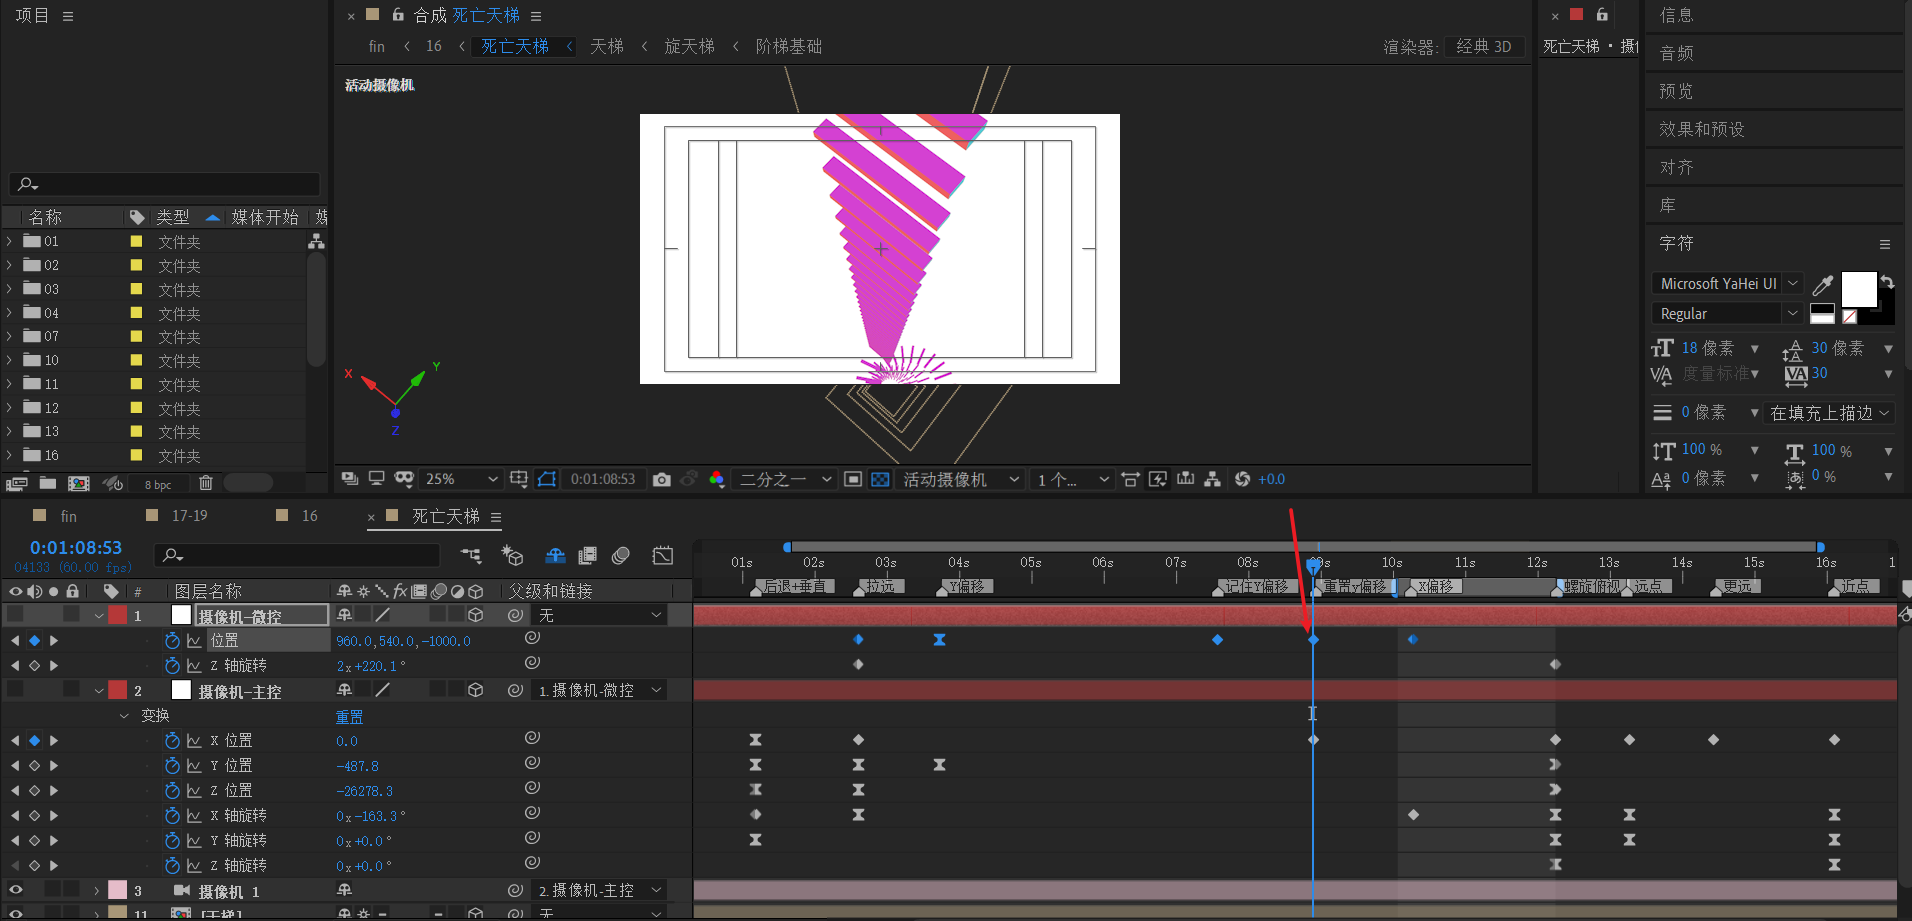 项目
合成 死亡天梯
fin
16
死亡天梯
天梯
旋天梯
阶梯基础
渲染器:
经典 3D
活动摄像机
X
Y
Z
名称
类型
媒体开始
01 文件夹
02 文件夹
03 文件夹
04 文件夹
07 文件夹
10 文件夹
11 文件夹
12 文件夹
13 文件夹
16 文件夹
8 bpc
25%
0:01:08:53
二分之一
活动摄像机
1 个...
+0.0
死亡天梯 • 摄
信息
音频
预览
效果和预设
对齐
库
字符
Microsoft YaHei UI
Regular
18 像素
30 像素
度量标准
30
0 像素
在填充上描边
100 %
100 %
0 像素
0 %
fin
17-19
16
死亡天梯
0:01:08:53
04133 (60.00 fps)
01s 02s 03s 04s 05s 06s 07s 08s 09s 10s 11s 12s 13s 14s 15s 16s 1
后退+垂直
拉远
Y偏移
记住Y偏移
重置y偏移
X偏移
螺旋俯视
远点
更远
近点
# 图层名称
父级和链接
1 摄像机-微控 无
位置 960.0,540.0,-1000.0
Z 轴旋转 2x+220.1°
2 摄像机-主控 1.摄像机-微控
变换 重置
X 位置 0.0
Y 位置 -487.8
Z 位置 -26278.3
X 轴旋转 0x-163.3°
Y 轴旋转 0x+0.0°
Z 轴旋转 0x+0.0°
3 摄像机 1 2.摄像机-主控
11 [天梯] 无